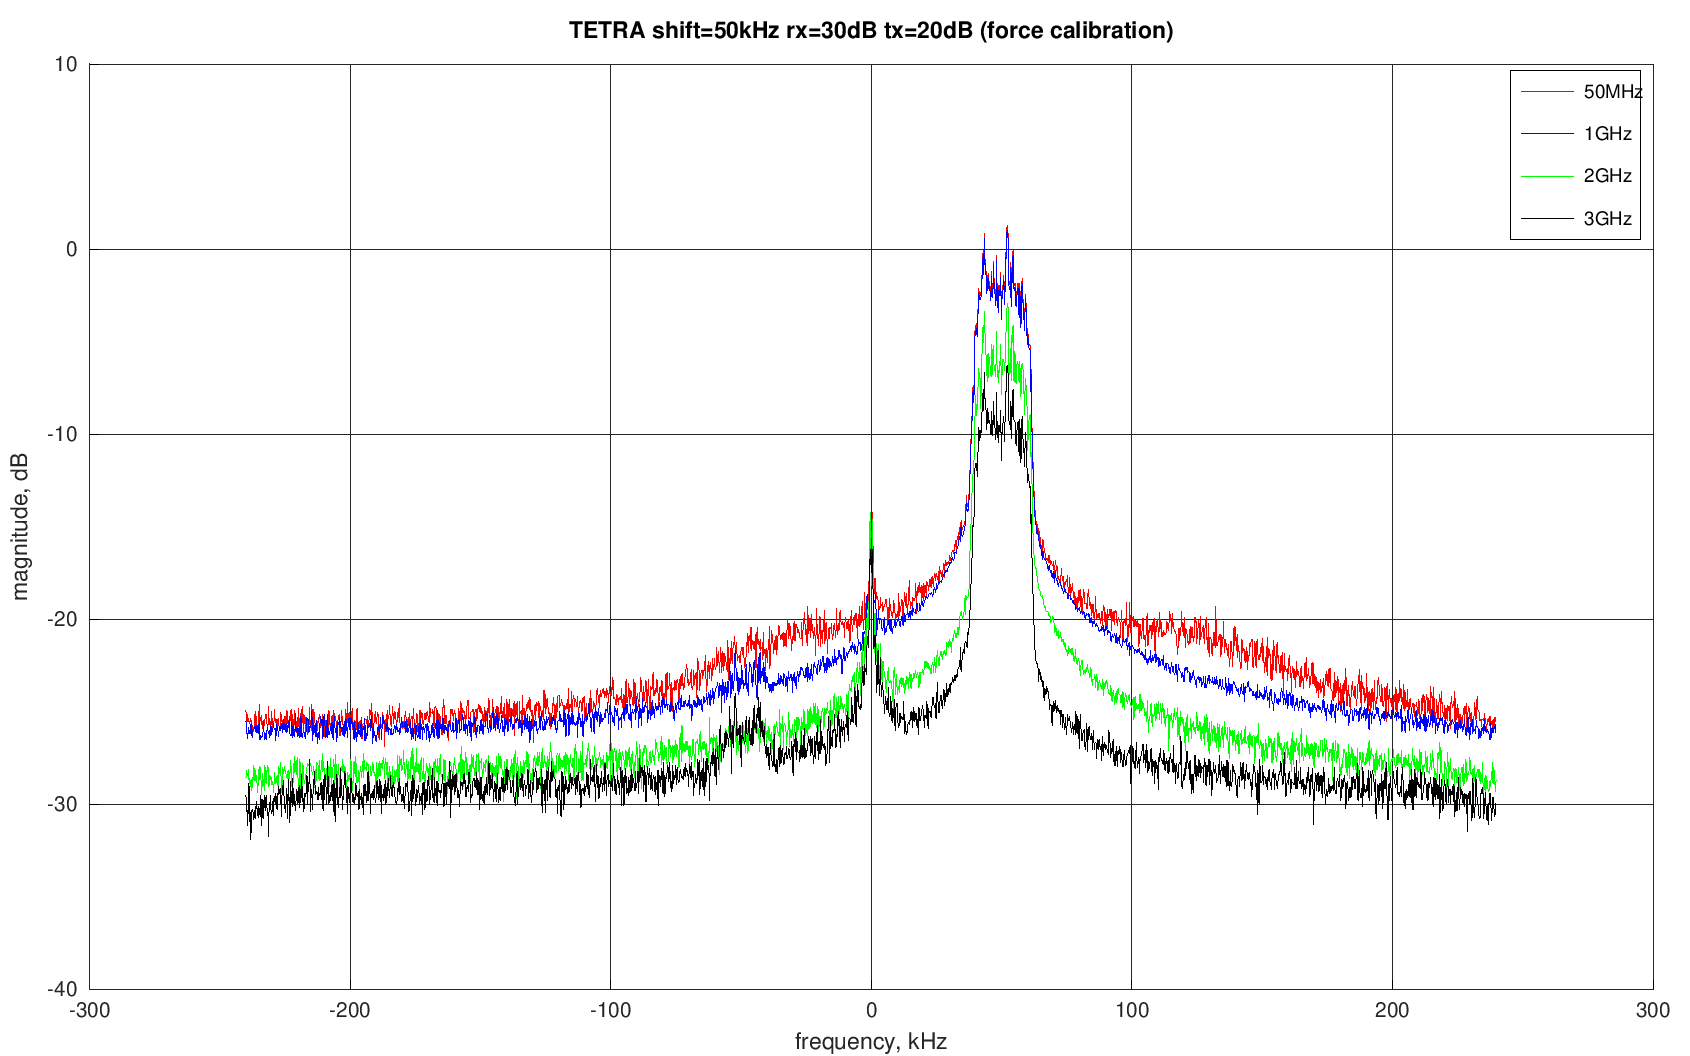 TETRA shift=50kHz rx=30dB tx=20dB (force calibration)
10
0
-10
-20
-30
-40
magnitude, dB
50MHz
1GHz
2GHz
3GHz
-300
-200
-100
0
100
200
300
frequency, kHz